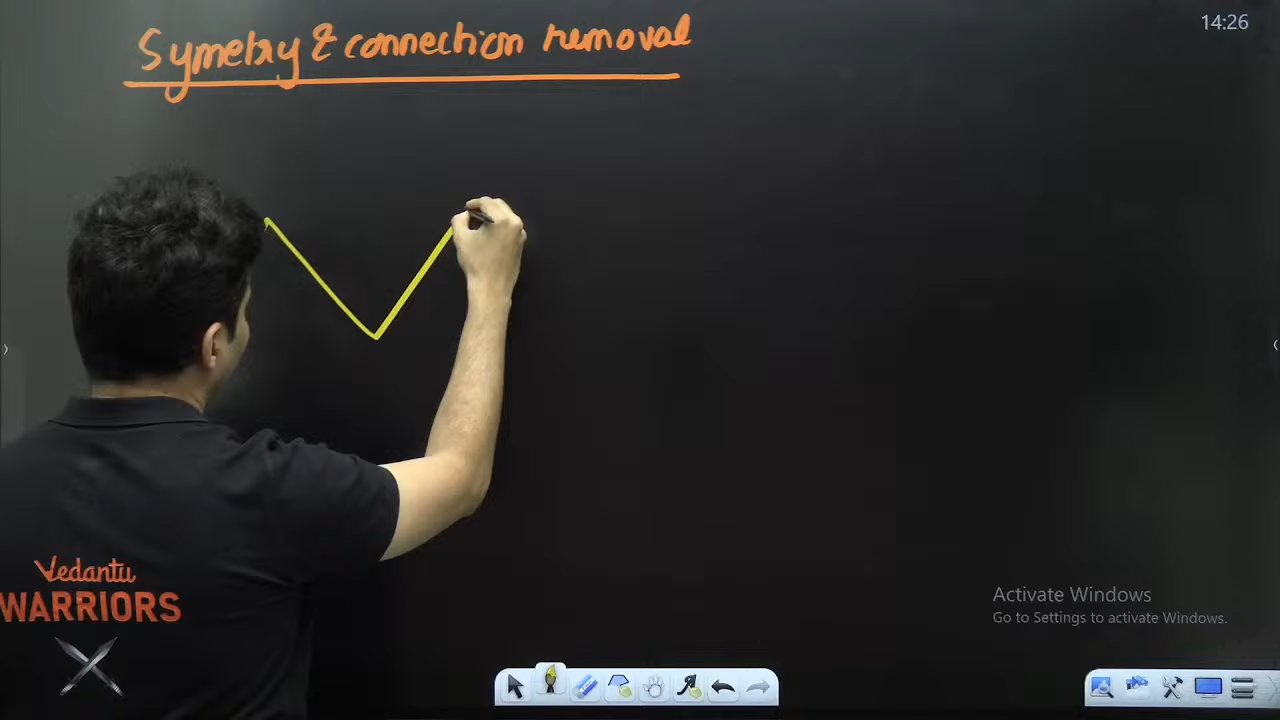 14:26
Symetry & connection removal
Vedantu
WARRIORS
Activate Windows
Go to Settings to activate Windows.